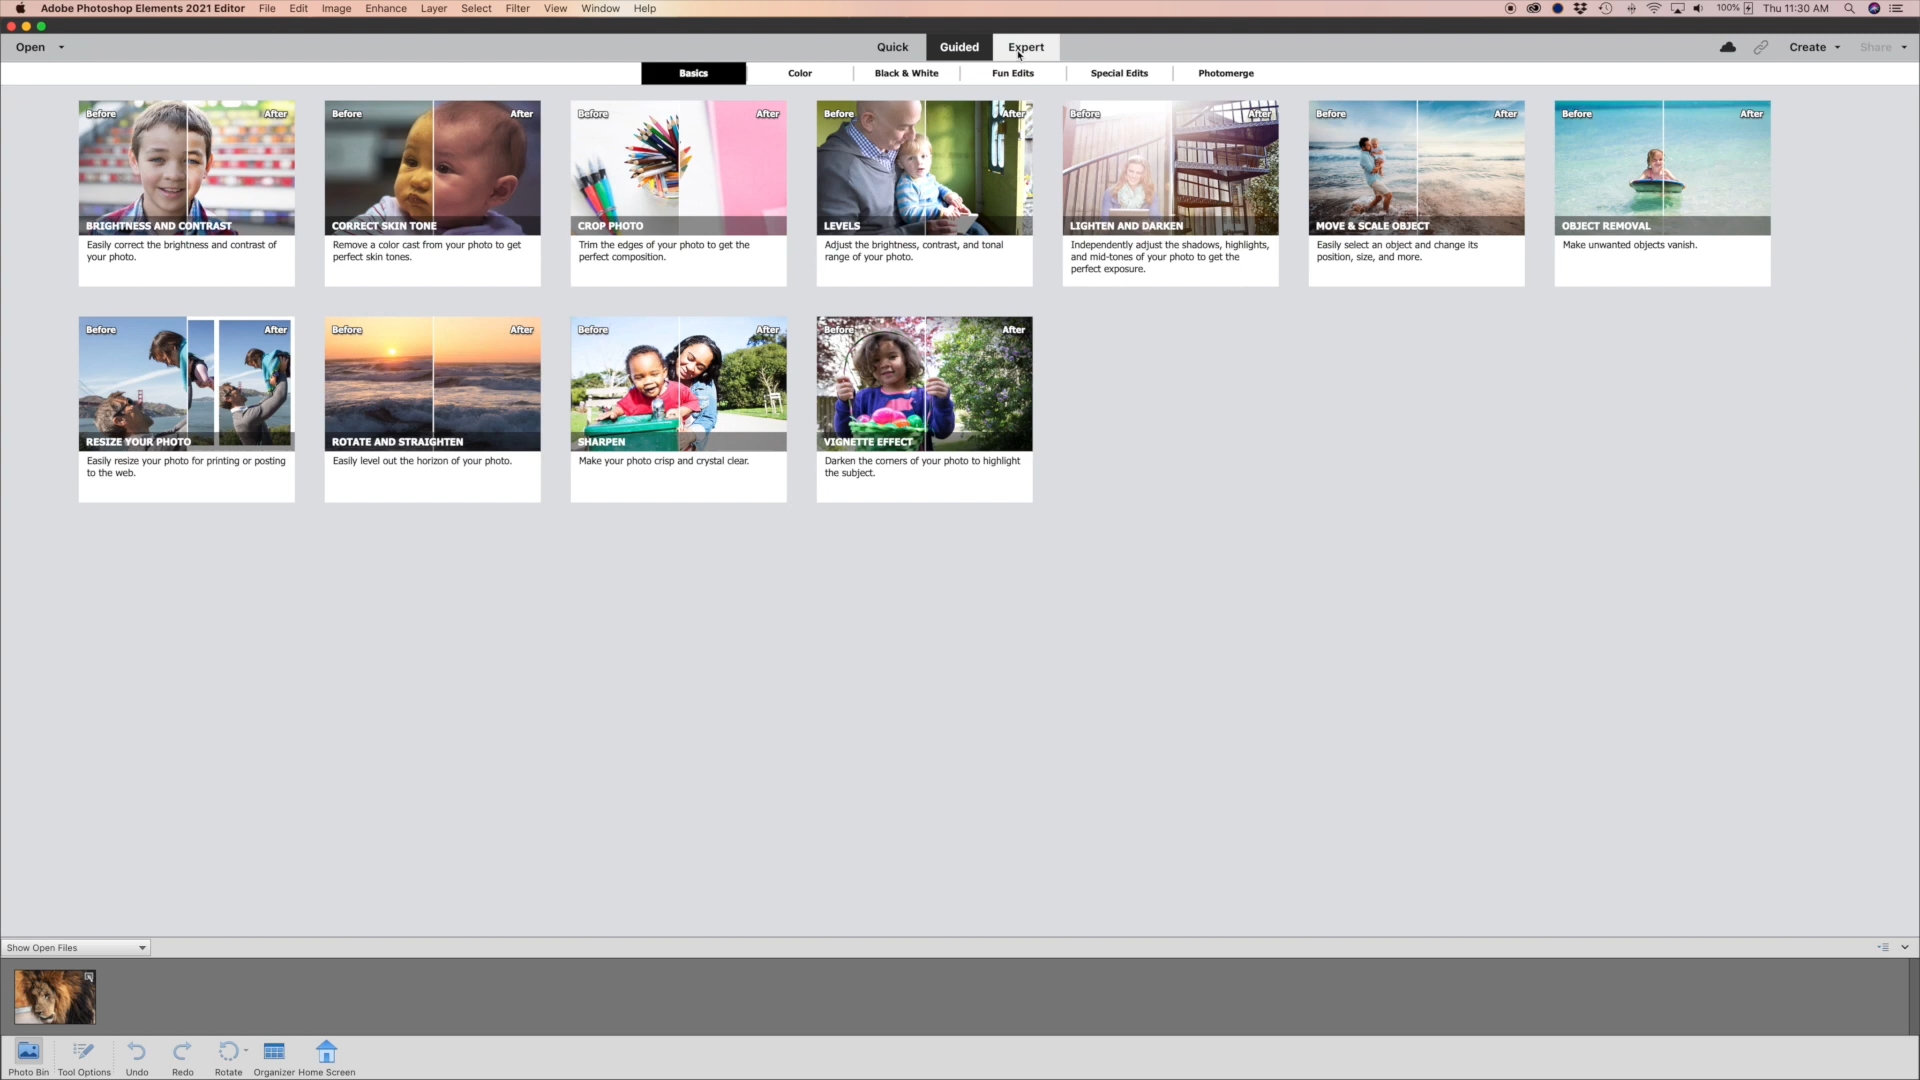 Adobe Photoshop Elements 2021 Editor File Edit Image Enhance Layer Select Filter View Window Help 100% Thu 11:30 AM
Open Quick Guided Expert Create Share
Basics Color Black & White Fun Edits Special Edits Photomerge
Before After Before After Before After Before After Before After Before After Before After
BRIGHTNESS AND CONTRAST CORRECT SKIN TONE CROP PHOTO LEVELS LIGHTEN AND DARKEN MOVE & SCALE OBJECT OBJECT REMOVAL
Easily correct the brightness and contrast of
your photo.
Remove a color cast from your photo to get
perfect skin tones.
Trim the edges of your photo to get the
perfect composition.
Adjust the brightness, contrast, and tonal
range of your photo.
Independently adjust the shadows, highlights,
and mid-tones of your photo to get the
perfect exposure.
Easily select an object and change its
position, size, and more.
Make unwanted objects vanish.
Before After Before After Before After Before After
RESIZE YOUR PHOTO ROTATE AND STRAIGHTEN SHARPEN VIGNETTE EFFECT
Easily resize your photo for printing or posting
to the web.
Easily level out the horizon of your photo.
Make your photo crisp and crystal clear.
Darken the corners of your photo to highlight
the subject.
Show Open Files
Photo Bin Tool Options Undo Redo Rotate Organizer Home Screen